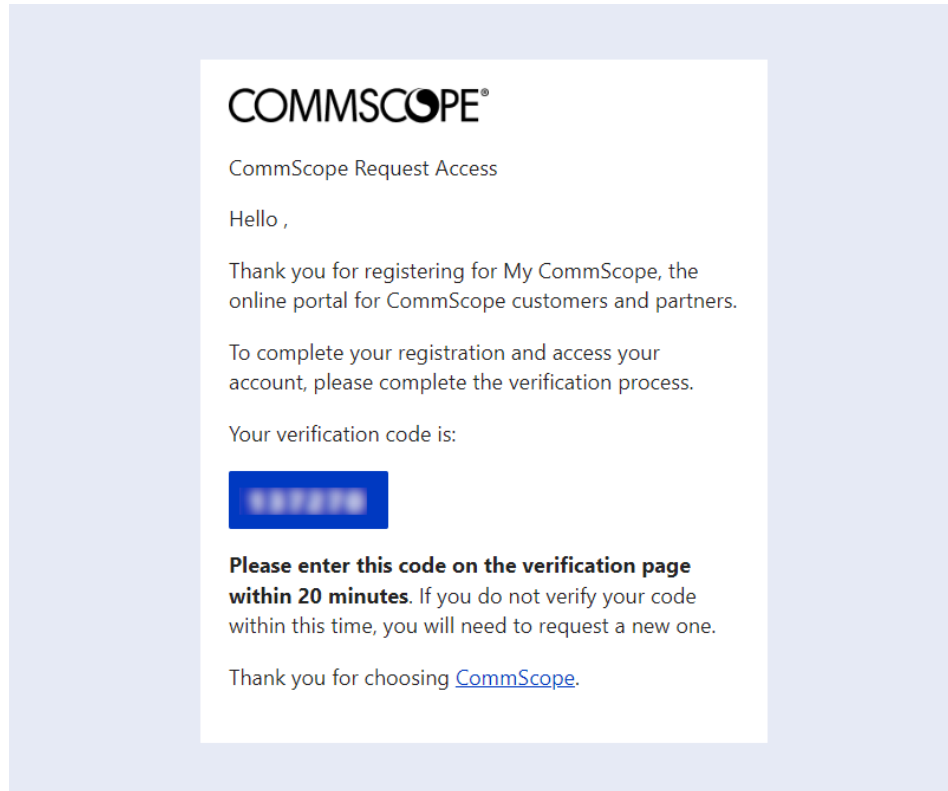 COMMSCOPE®
CommScope Request Access
Hello ,
Thank you for registering for My CommScope, the
online portal for CommScope customers and partners.
To complete your registration and access your
account, please complete the verification process.
Your verification code is:
Please enter this code on the verification page
within 20 minutes. If you do not verify your code
within this time, you will need to request a new one.
Thank you for choosing CommScope.